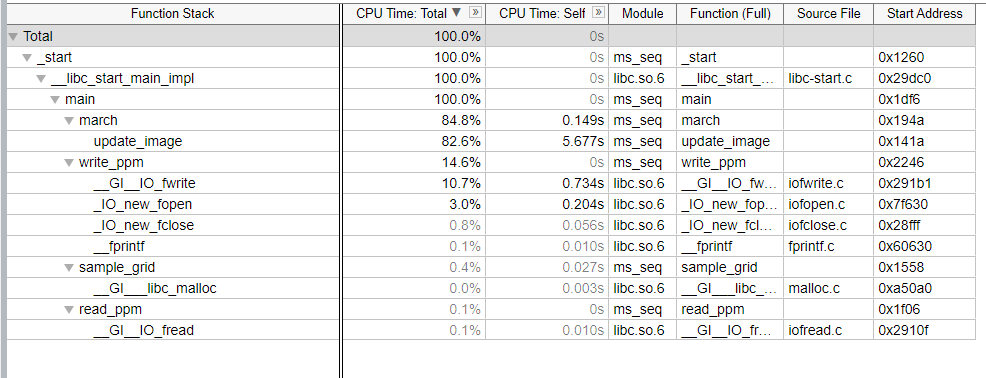 Function Stack CPU Time: Total ▼ » CPU Time: Self » Module Function (Full) Source File Start Address
Total 100.0% 0s
_start 100.0% 0s ms_seq _start 0x1260
__libc_start_main_impl 100.0% 0s libc.so.6 __libc_start_... libc-start.c 0x29dc0
main 100.0% 0s ms_seq main 0x1df6
march 84.8% 0.149s ms_seq march 0x194a
update_image 82.6% 5.677s ms_seq update_image 0x141a
write_ppm 14.6% 0s ms_seq write_ppm 0x2246
__GI__IO_fwrite 10.7% 0.734s libc.so.6 __GI__IO_fw... iofwrite.c 0x291b1
_IO_new_fopen 3.0% 0.204s libc.so.6 _IO_new_fop... iofopen.c 0x7f630
_IO_new_fclose 0.8% 0.056s libc.so.6 _IO_new_fcl... iofclose.c 0x28fff
__fprintf 0.1% 0.010s libc.so.6 __fprintf fprintf.c 0x60630
sample_grid 0.4% 0.027s ms_seq sample_grid 0x1558
__GI___libc_malloc 0.0% 0.003s libc.so.6 __GI___libc_... malloc.c 0xa50a0
read_ppm 0.1% 0s ms_seq read_ppm 0x1f06
__GI__IO_fread 0.1% 0.010s libc.so.6 __GI__IO_fr... iofread.c 0x2910f